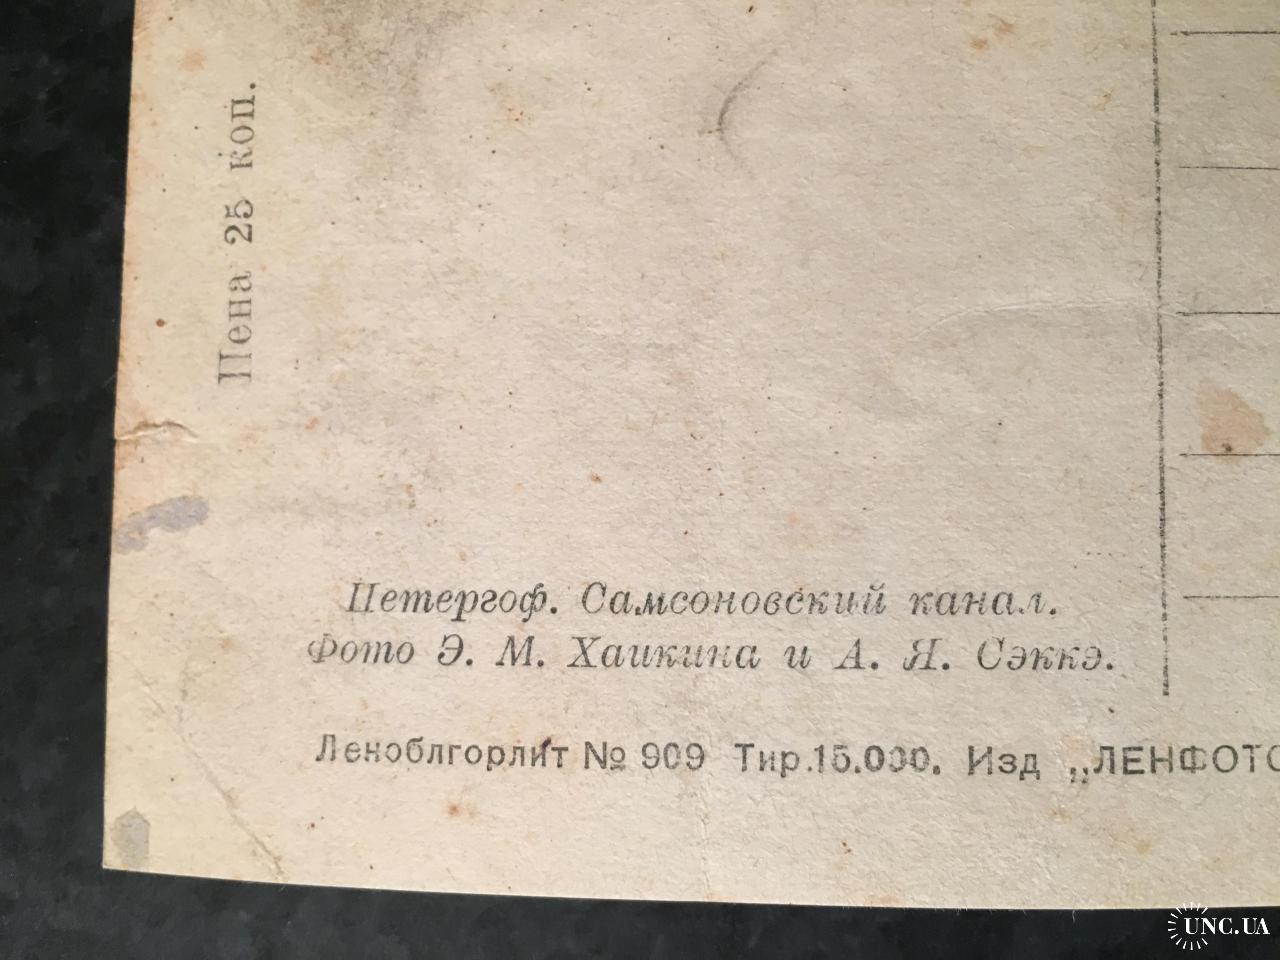 Цена 25 коп.
Петергоф. Самсоновский канал.
Фото Э. М. Хаикина и А. Я. Сэккэ.
Леноблгорлит № 909 Тир.15.000. Изд „ЛЕНФОТО
UNC.UA